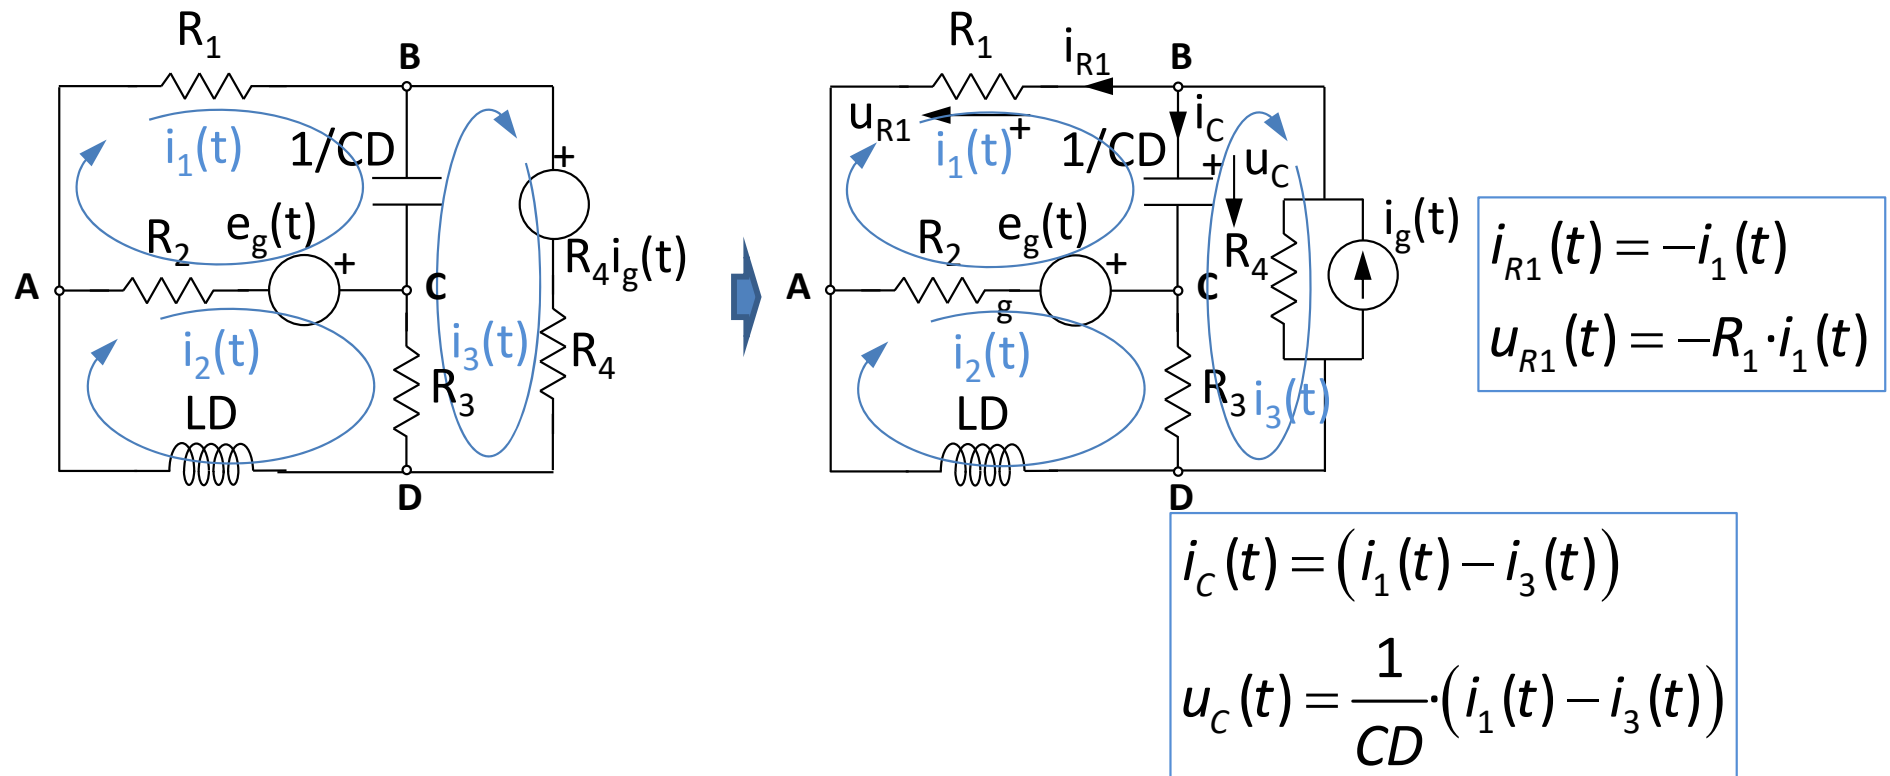 R1
B
i1(t)
1/CD
+
R2
eg(t)
+
R4ig(t)
A
C
i2(t)
i3(t)
R4
R3
LD
D
R1
iR1
B
uR1
+
iC
i1(t)
1/CD
+
uC
R2
eg(t)
+
R4
ig(t)
A
C
g
i2(t)
R3
i3(t)
LD
D
iR1(t) = −i1(t)
uR1(t) = −R1·i1(t)
iC(t) = (i1(t) − i3(t))
uC(t) = 1/CD·(i1(t) − i3(t))